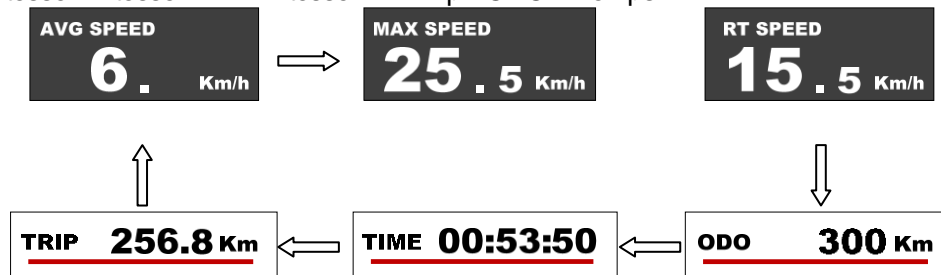 AVG SPEED
6. Km/h
MAX SPEED
25.5 Km/h
RT SPEED
15.5 Km/h
TRIP 256.8 Km
TIME 00:53:50
ODO 300 Km